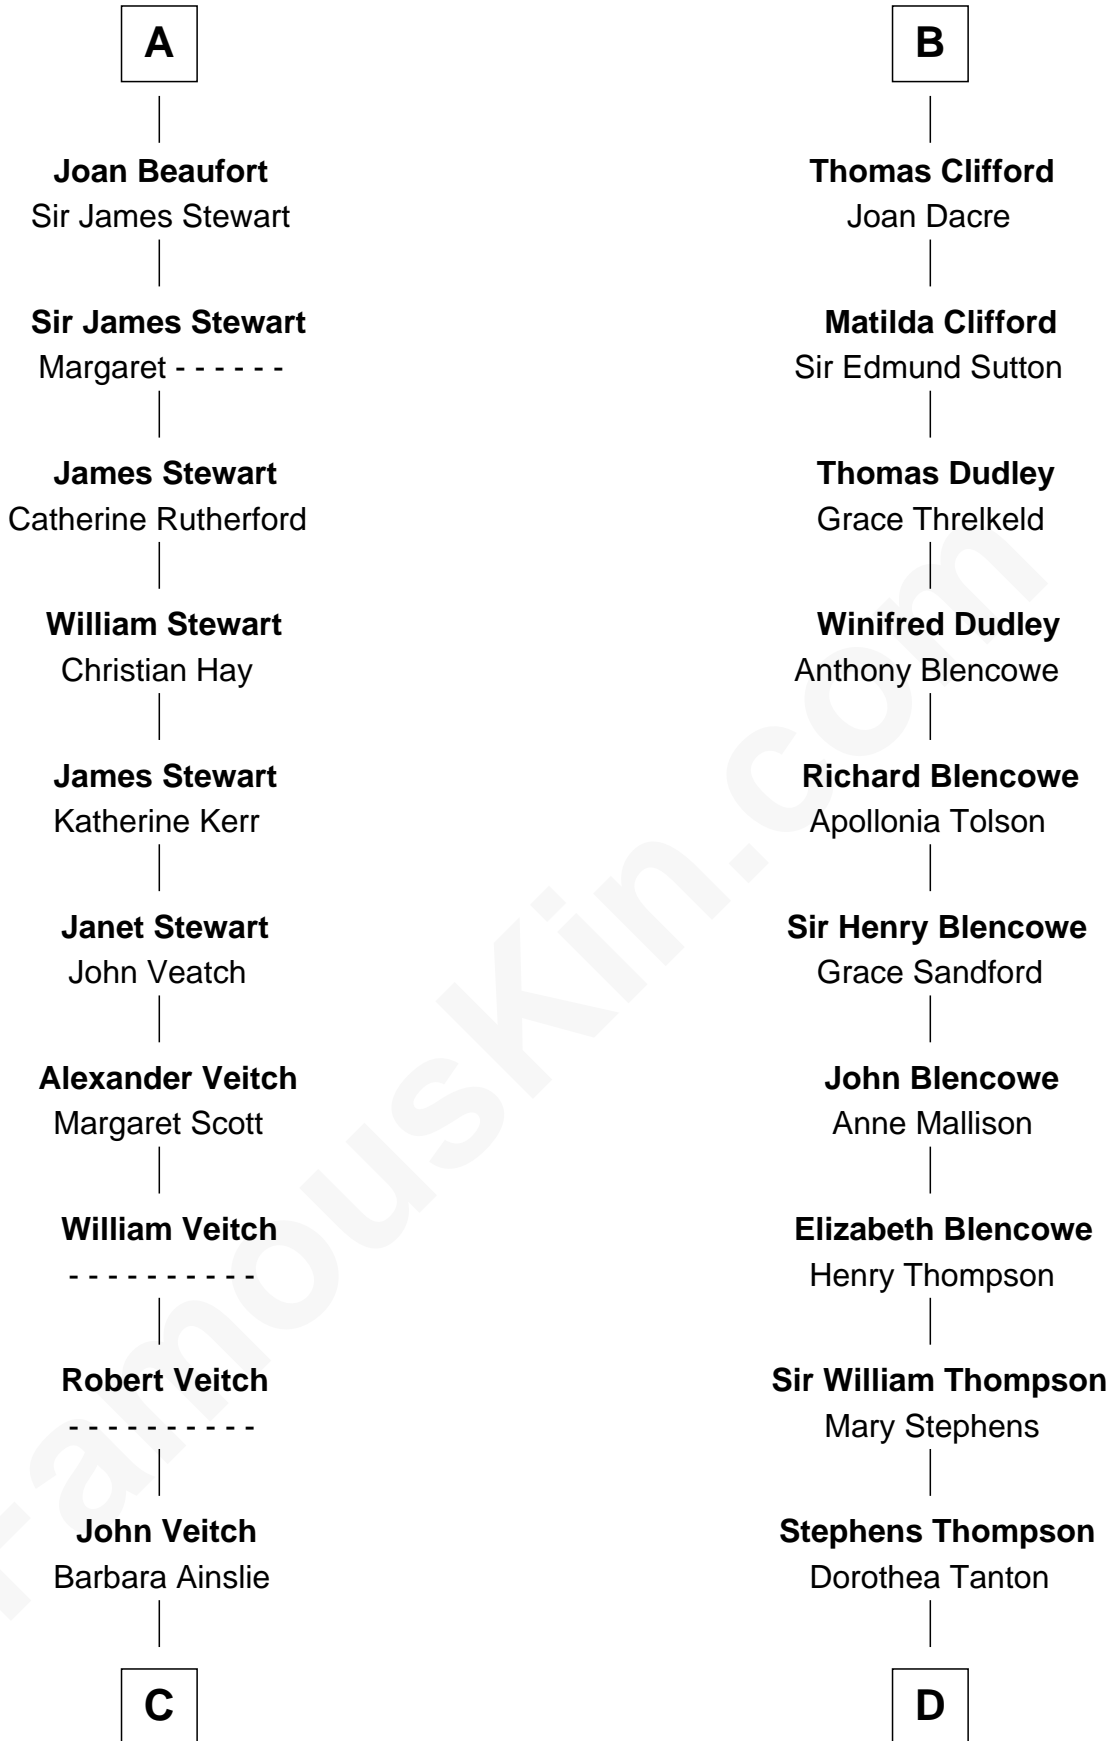 A
Joan Beaufort
Sir James Stewart
Sir James Stewart
Margaret - - - - - -
James Stewart
Catherine Rutherford
William Stewart
Christian Hay
James Stewart
Katherine Kerr
Janet Stewart
John Veatch
Alexander Veitch
Margaret Scott
William Veitch
- - - - - - - - - -
Robert Veitch
- - - - - - - - - -
John Veitch
Barbara Ainslie
C
B
Thomas Clifford
Joan Dacre
Matilda Clifford
Sir Edmund Sutton
Thomas Dudley
Grace Threlkeld
Winifred Dudley
Anthony Blencowe
Richard Blencowe
Apollonia Tolson
Sir Henry Blencowe
Grace Sandford
John Blencowe
Anne Mallison
Elizabeth Blencowe
Henry Thompson
Sir William Thompson
Mary Stephens
Stephens Thompson
Dorothea Tanton
D
FamousKin.com